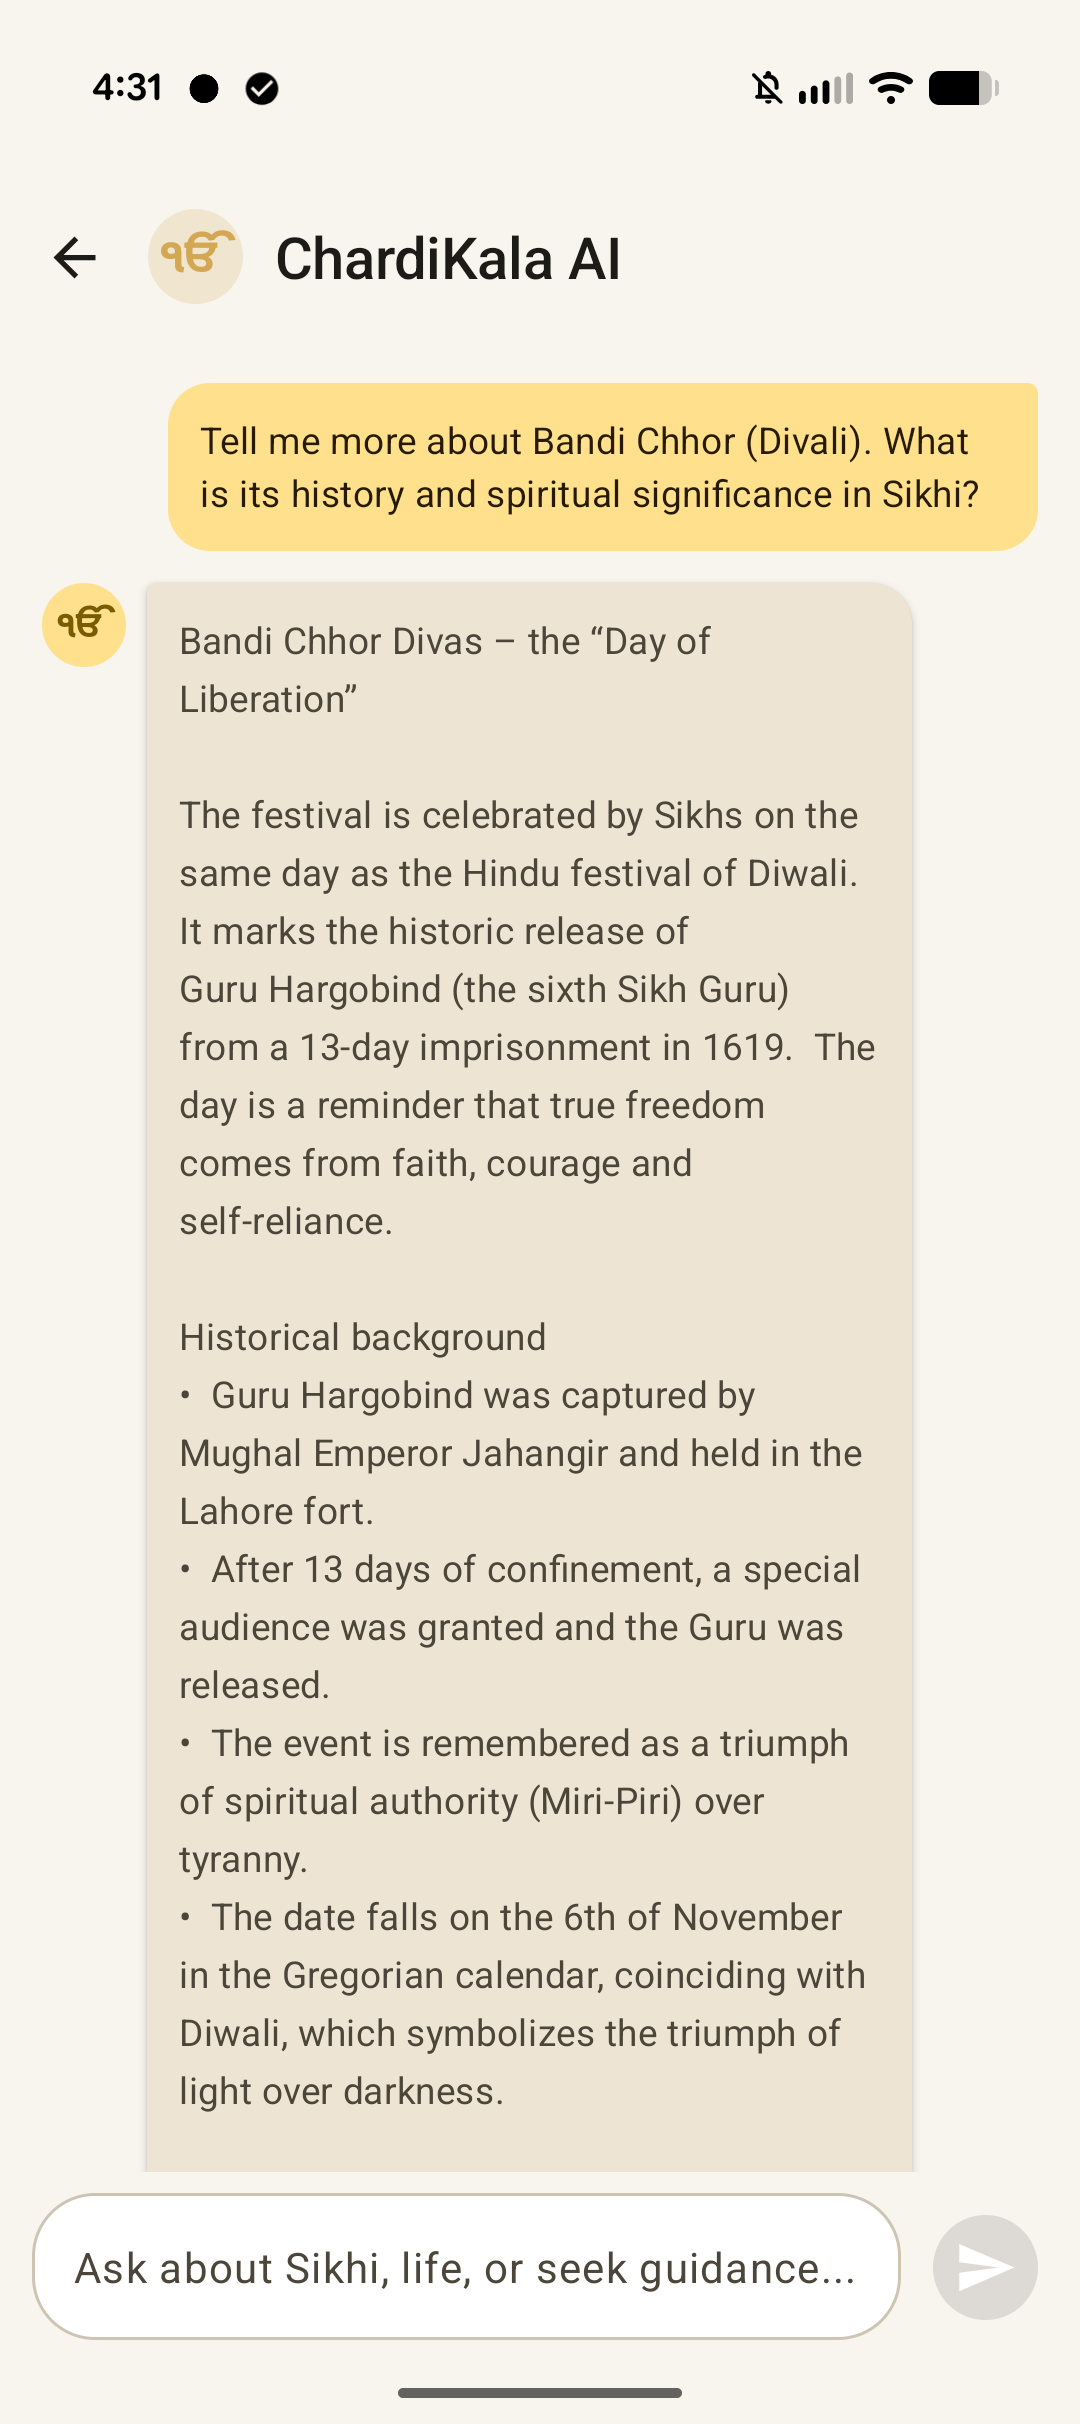 4:31
ੴ ChardiKala AI
Tell me more about Bandi Chhor (Divali). What
is its history and spiritual significance in Sikhi?
ੴ
Bandi Chhor Divas – the “Day of
Liberation”
The festival is celebrated by Sikhs on the
same day as the Hindu festival of Diwali.
It marks the historic release of
Guru Hargobind (the sixth Sikh Guru)
from a 13-day imprisonment in 1619.  The
day is a reminder that true freedom
comes from faith, courage and
self-reliance.
Historical background
•  Guru Hargobind was captured by
Mughal Emperor Jahangir and held in the
Lahore fort.
•  After 13 days of confinement, a special
audience was granted and the Guru was
released.
•  The event is remembered as a triumph
of spiritual authority (Miri-Piri) over
tyranny.
•  The date falls on the 6th of November
in the Gregorian calendar, coinciding with
Diwali, which symbolizes the triumph of
light over darkness.
Ask about Sikhi, life, or seek guidance...